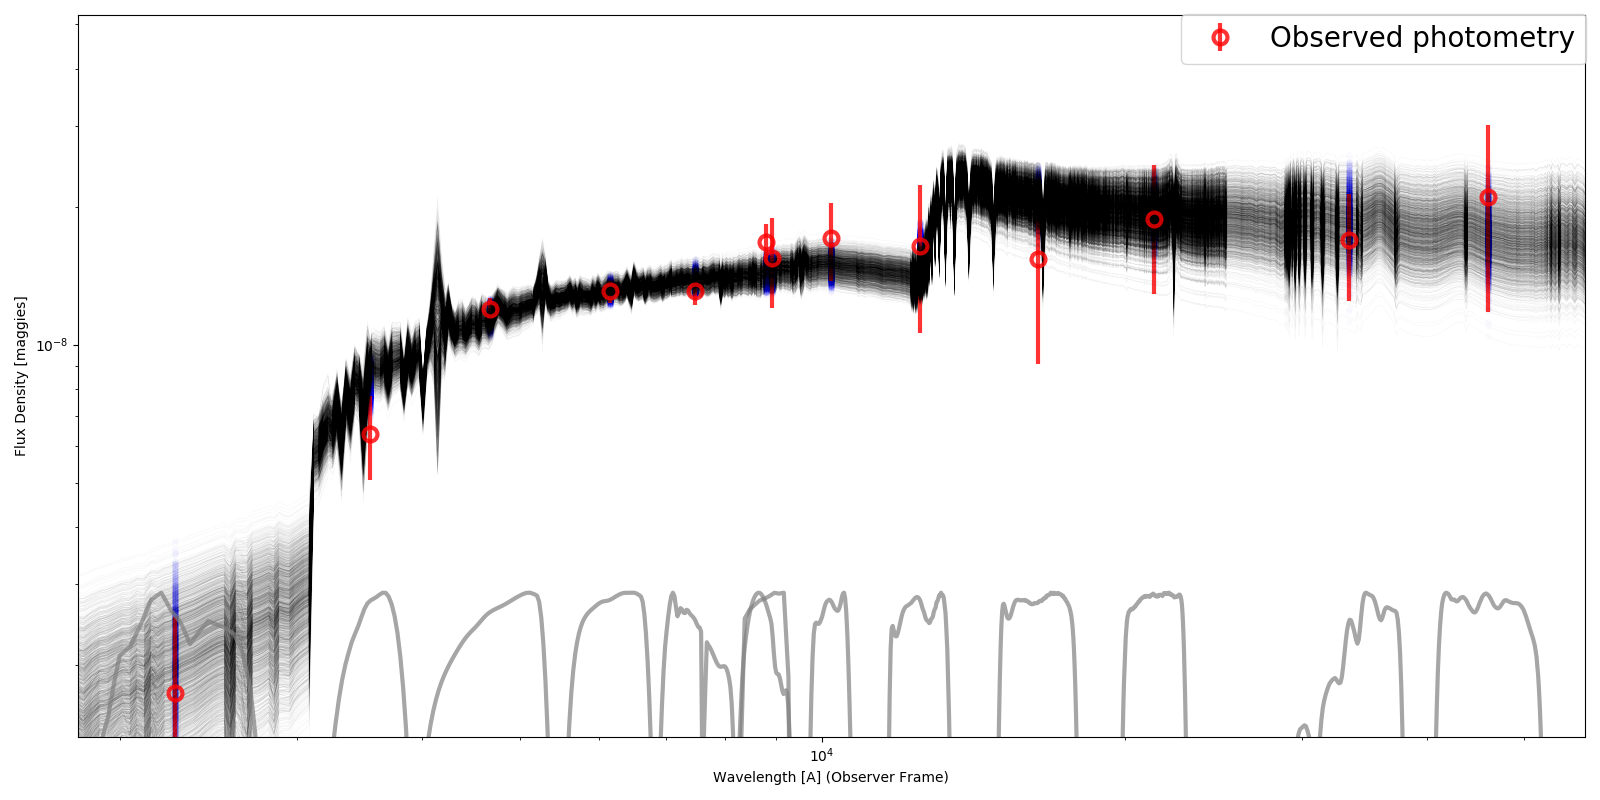 Observed photometry
Flux Density [maggies]
10⁻⁸
10⁴
Wavelength [A] (Observer Frame)